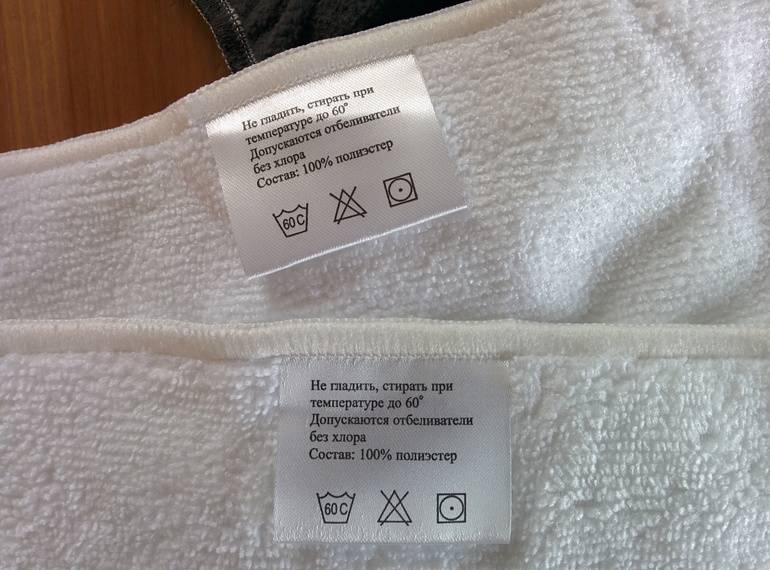 Не гладить, стирать при
температуре до 60°
Допускаются отбеливатели
без хлора
Состав: 100% полиэстер
60 C
Не гладить, стирать при
температуре до 60°
Допускаются отбеливатели
без хлора
Состав: 100% полиэстер
60 C